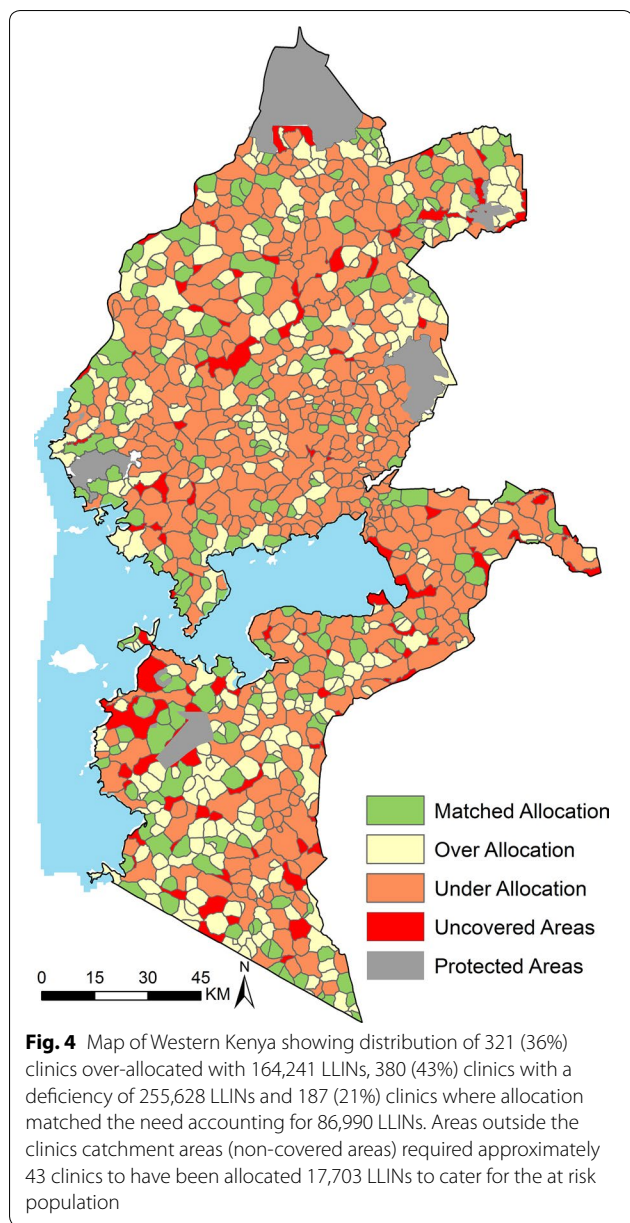 Matched Allocation
Over Allocation
Under Allocation
Uncovered Areas
Protected Areas
0 15 30 45
KM
N
Fig. 4 Map of Western Kenya showing distribution of 321 (36%)
clinics over-allocated with 164,241 LLINs, 380 (43%) clinics with a
deficiency of 255,628 LLINs and 187 (21%) clinics where allocation
matched the need accounting for 86,990 LLINs. Areas outside the
clinics catchment areas (non-covered areas) required approximately
43 clinics to have been allocated 17,703 LLINs to cater for the at risk
population